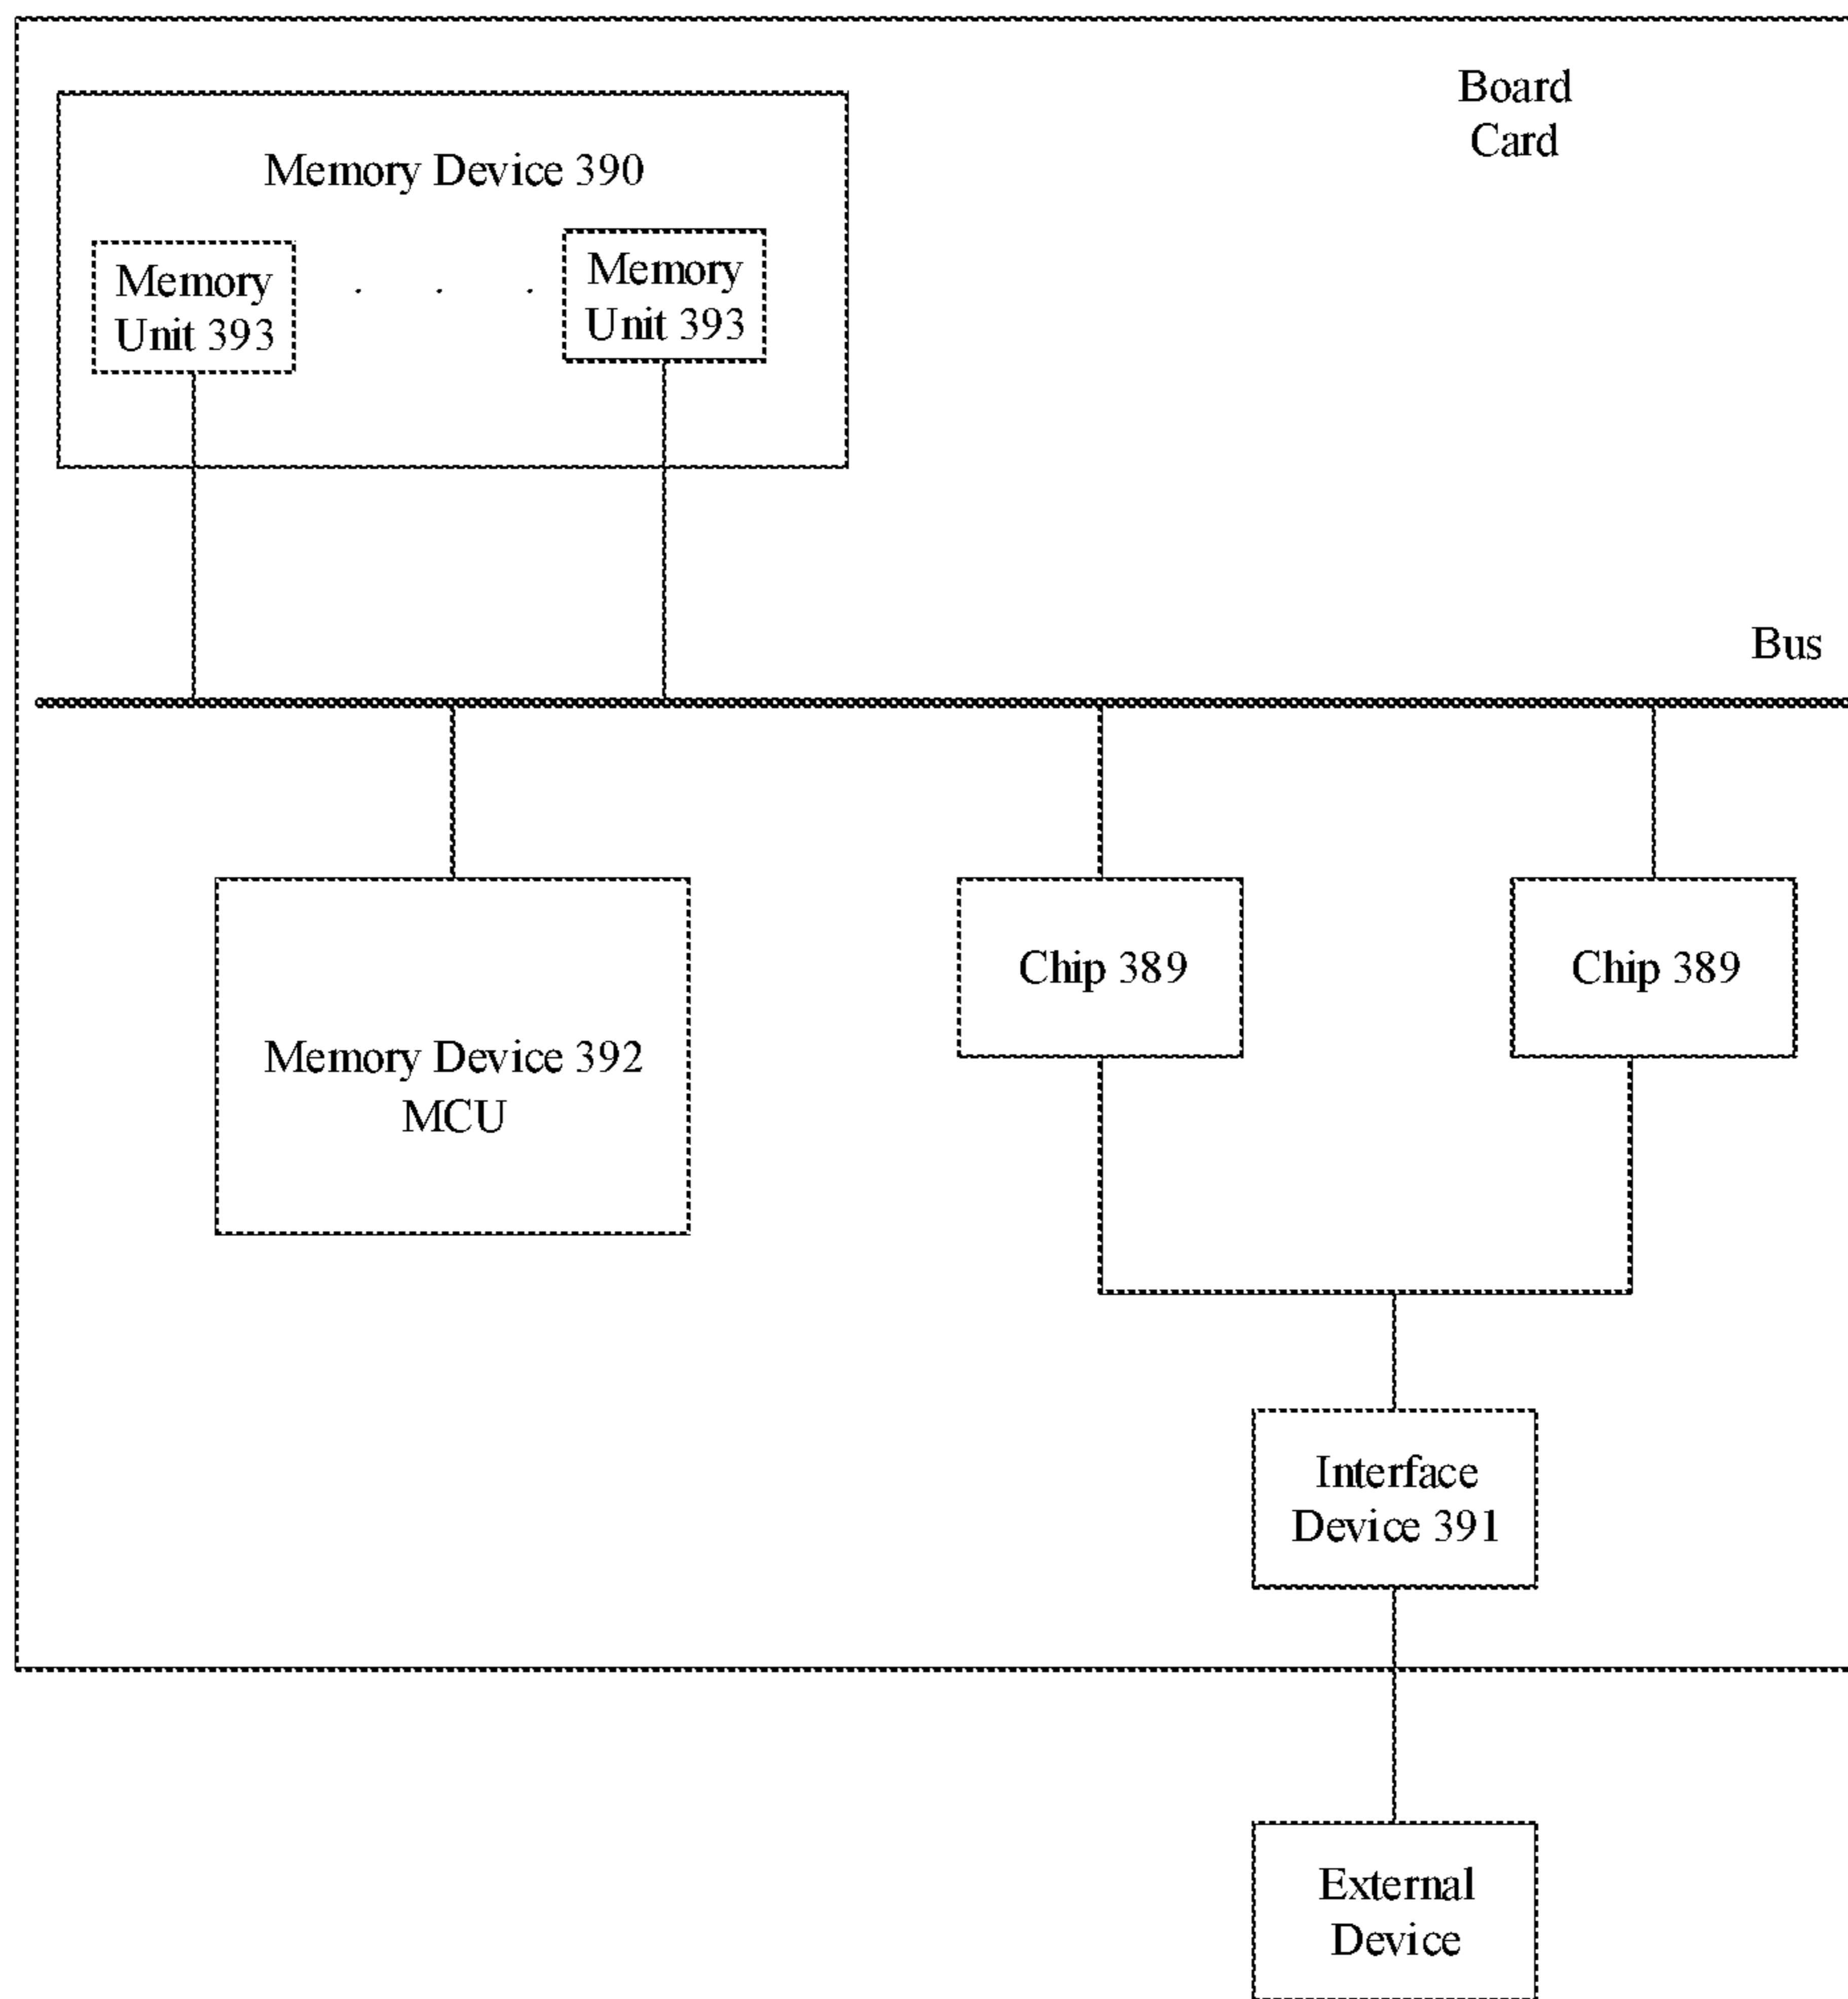 Board
Card
Memory Device 390
Memory
Unit 393
. . .
Memory
Unit 393
Bus
Memory Device 392
MCU
Chip 389
Chip 389
Interface
Device 391
External
Device